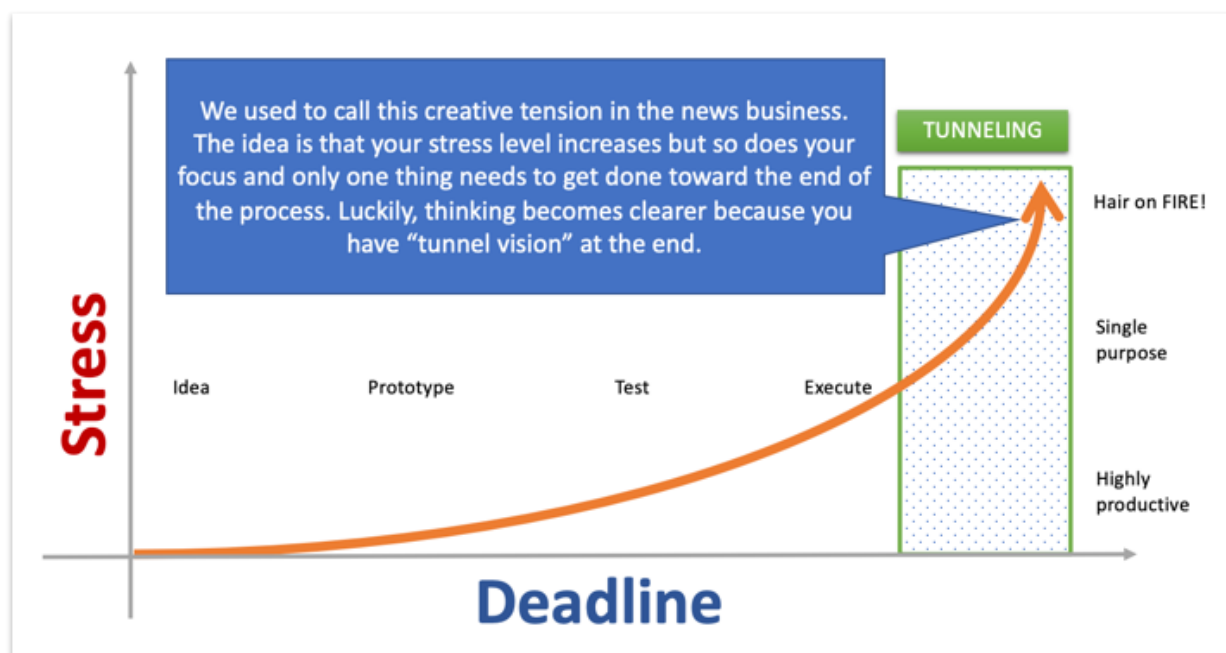 We used to call this creative tension in the news business.
The idea is that your stress level increases but so does your
focus and only one thing needs to get done toward the end of
the process. Luckily, thinking becomes clearer because you
have “tunnel vision” at the end.
TUNNELING
Hair on FIRE!
Single
purpose
Highly
productive
Stress
Idea
Prototype
Test
Execute
Deadline